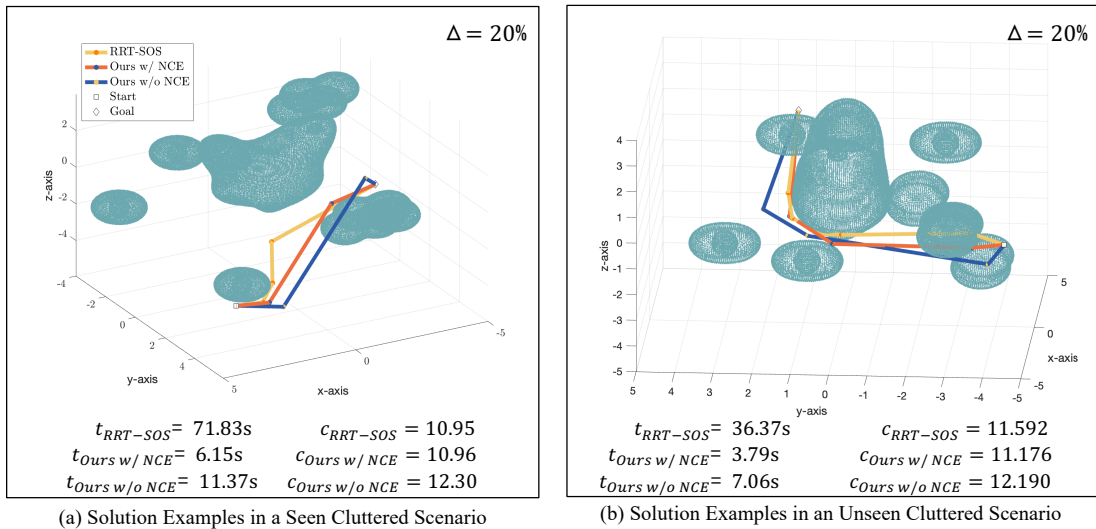 Δ = 20%
RRT-SOS
Ours w/ NCE
Ours w/o NCE
Start
Goal
z-axis
2
0
-2
-4
-4
-2
0
2
4
y-axis
5
0
-5
x-axis
t_RRT−SOS= 71.83s c_RRT−SOS = 10.95
t_Ours w/ NCE= 6.15s c_Ours w/ NCE = 10.96
t_Ours w/o NCE= 11.37s c_Ours w/o NCE = 12.30
(a) Solution Examples in a Seen Cluttered Scenario
Δ = 20%
z-axis
4
3
2
1
0
-1
-2
-3
-4
-5
5
4
3
2
1
0
-1
-2
-3
-4
-5
y-axis
5
0
-5
x-axis
t_RRT−SOS= 36.37s c_RRT−SOS = 11.592
t_Ours w/ NCE= 3.79s c_Ours w/ NCE = 11.176
t_Ours w/o NCE= 7.06s c_Ours w/o NCE = 12.190
(b) Solution Examples in an Unseen Cluttered Scenario